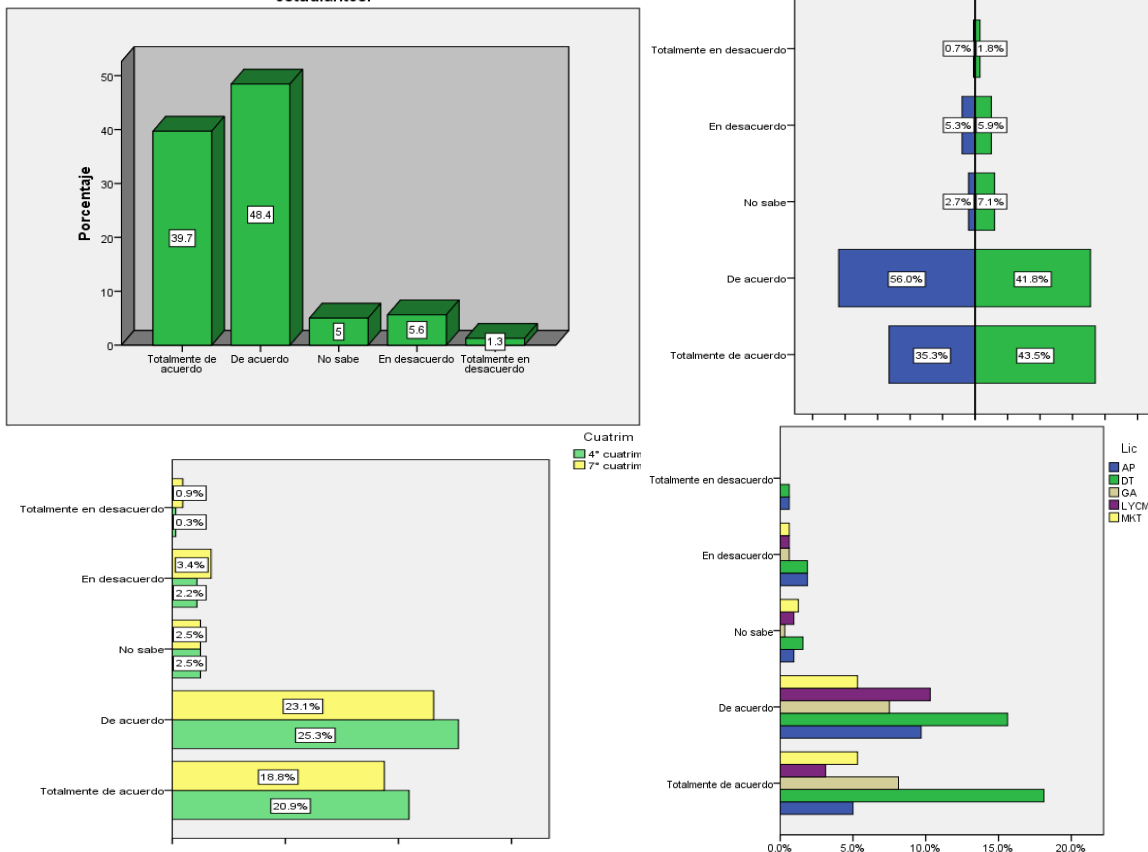 50
40
30
20
10
0
Porcentaje
39.7
48.4
5
5.6
1.3
Totalmente de
acuerdo
De acuerdo
No sabe
En desacuerdo
Totalmente en
desacuerdo
Totalmente en desacuerdo
0.7% 1.8%
En desacuerdo
5.3% 5.9%
No sabe
2.7% 7.1%
De acuerdo
56.0% 41.8%
Totalmente de acuerdo
35.3% 43.5%
Cuatrim
4° cuatrim
7° cuatrim
Totalmente en desacuerdo
0.9%
0.3%
En desacuerdo
3.4%
2.2%
No sabe
2.5%
2.5%
De acuerdo
23.1%
25.3%
Totalmente de acuerdo
18.8%
20.9%
Lic
AP
DT
GA
LYCM
MKT
Totalmente en desacuerdo
En desacuerdo
No sabe
De acuerdo
Totalmente de acuerdo
0.0% 5.0% 10.0% 15.0% 20.0%